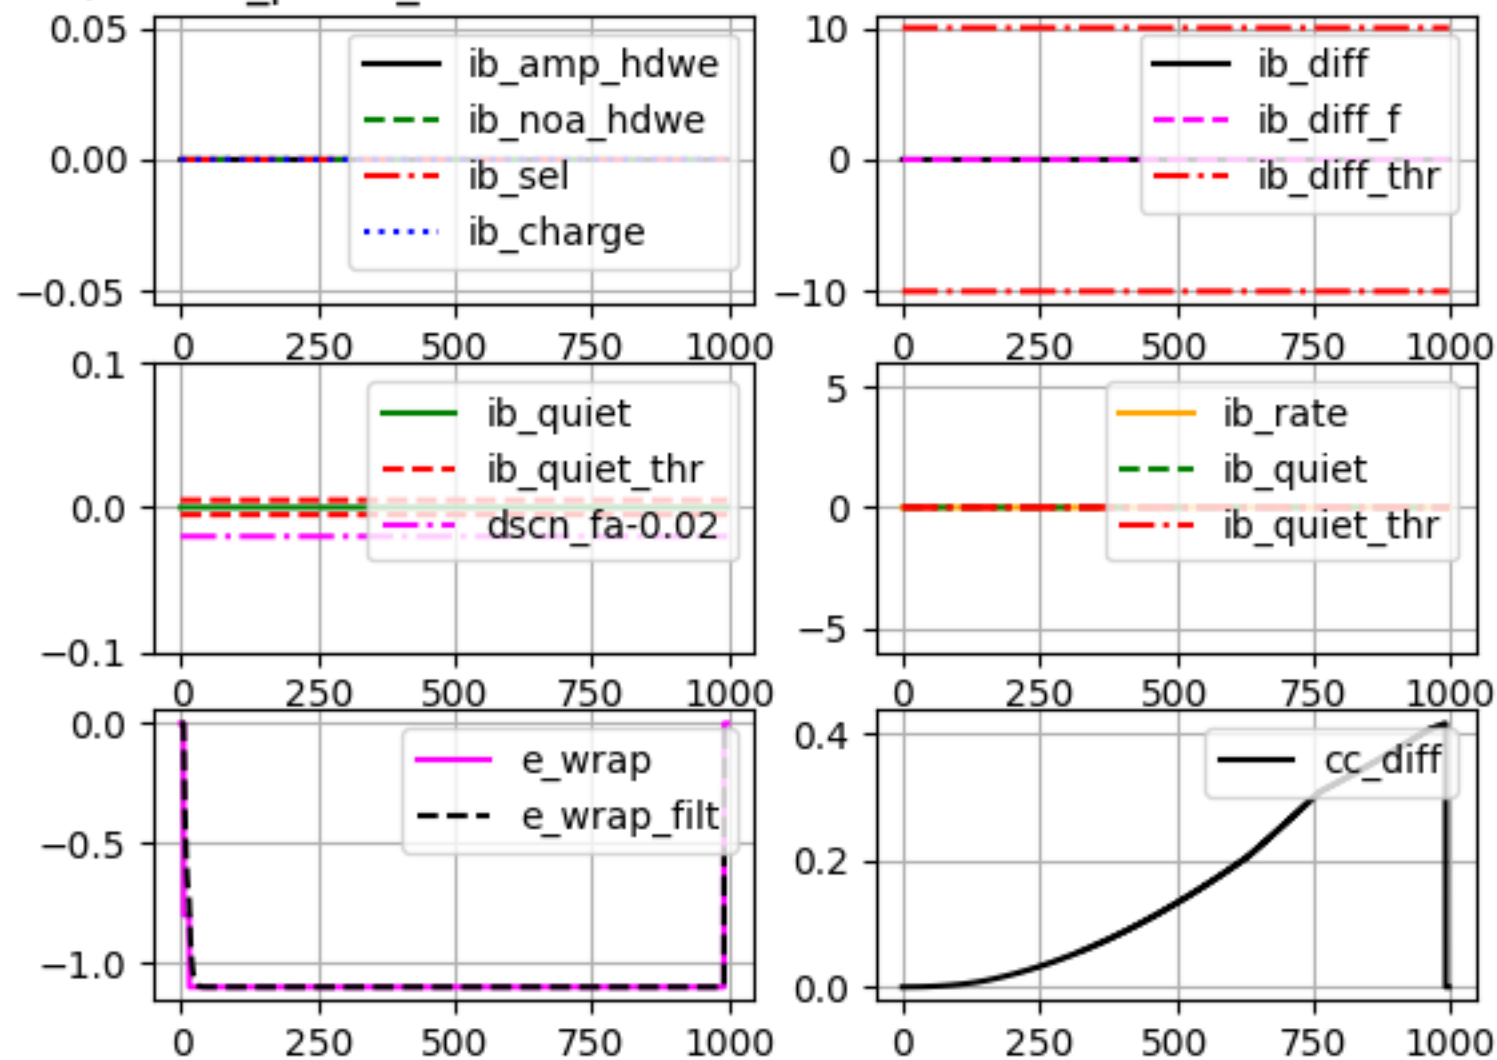 0.05
0.00
−0.05
ib_amp_hdwe
ib_noa_hdwe
ib_sel
ib_charge
0 250 500 750 1000
10
0
−10
ib_diff
ib_diff_f
ib_diff_thr
0 250 500 750 1000
0.1
0.0
−0.1
ib_quiet
ib_quiet_thr
dscn_fa-0.02
0 250 500 750 1000
5
0
−5
ib_rate
ib_quiet
ib_quiet_thr
0 250 500 750 1000
0.0
−0.5
−1.0
e_wrap
e_wrap_filt
0 250 500 750 1000
0.4
0.2
0.0
cc_diff
0 250 500 750 1000